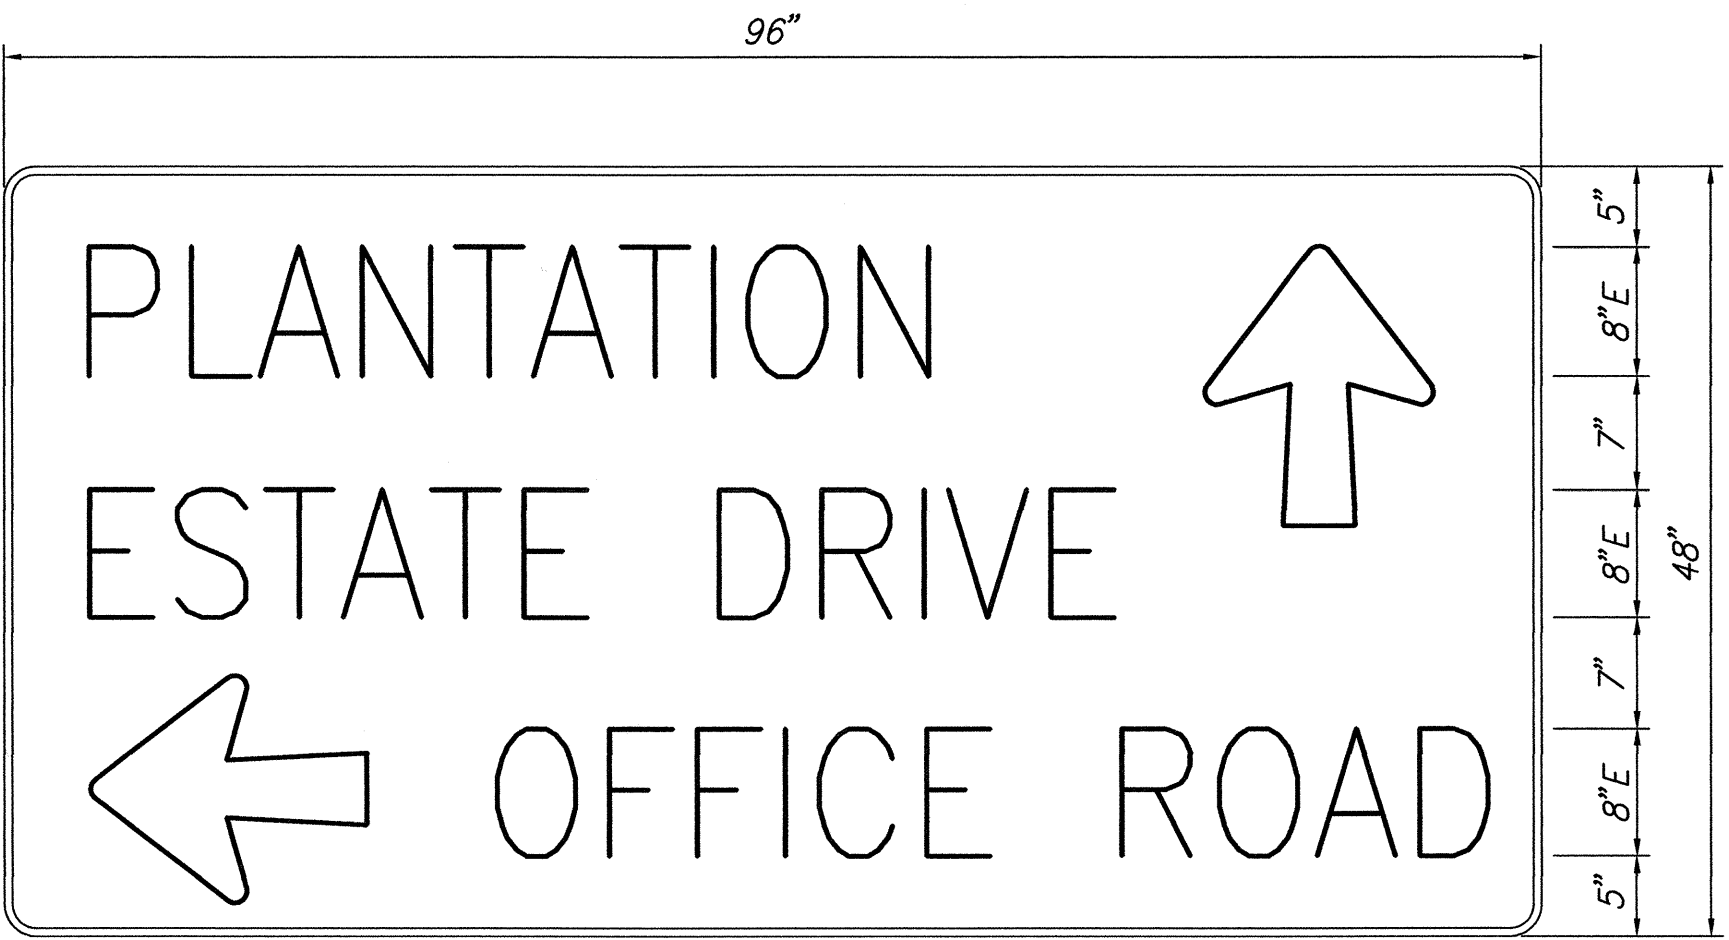 96”
PLANTATION
ESTATE DRIVE
OFFICE ROAD
5”
8”E
7”
8”E
7”
8”E
5”
48”